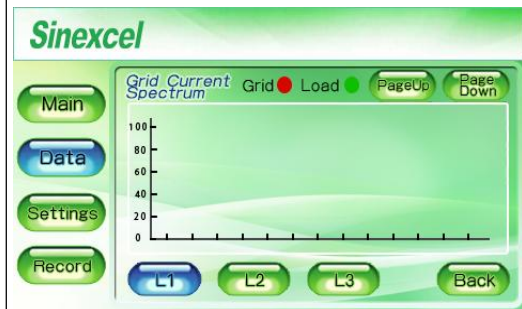 Sinexcel
Grid Current
Spectrum
Grid
Load
PageUp
Page
Down
Main
Data
Settings
Record
100
80
60
40
20
0
L1
L2
L3
Back